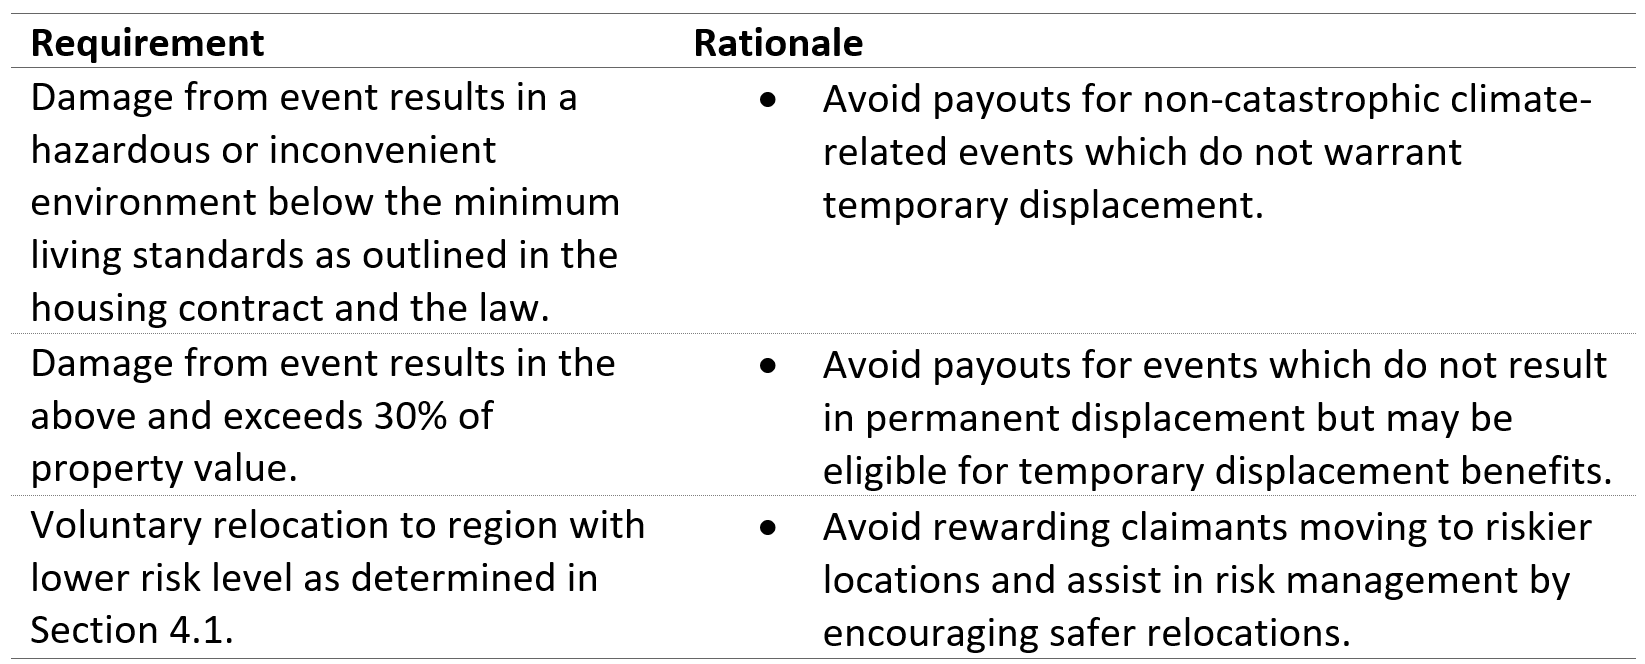 Requirement
Rationale
Damage from event results in a
hazardous or inconvenient
environment below the minimum
living standards as outlined in the
housing contract and the law.
• Avoid payouts for non-catastrophic climate-
related events which do not warrant
temporary displacement.
Damage from event results in the
above and exceeds 30% of
property value.
• Avoid payouts for events which do not result
in permanent displacement but may be
eligible for temporary displacement benefits.
Voluntary relocation to region with
lower risk level as determined in
Section 4.1.
• Avoid rewarding claimants moving to riskier
locations and assist in risk management by
encouraging safer relocations.